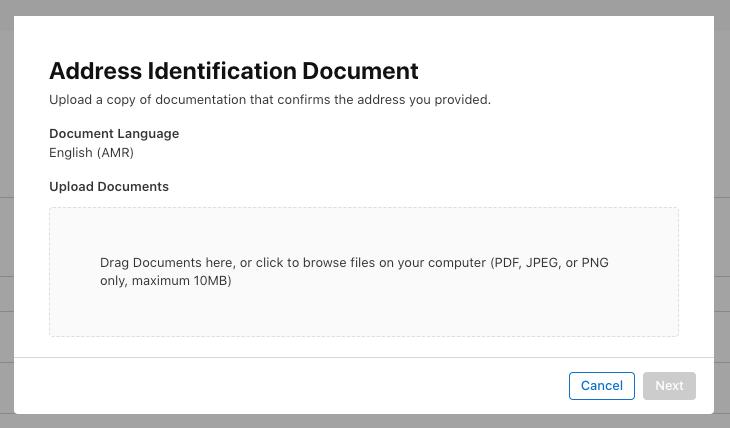 Address Identification Document
Upload a copy of documentation that confirms the address you provided.
Document Language
English (AMR)
Upload Documents
Drag Documents here, or click to browse files on your computer (PDF, JPEG, or PNG
only, maximum 10MB)
Cancel
Next